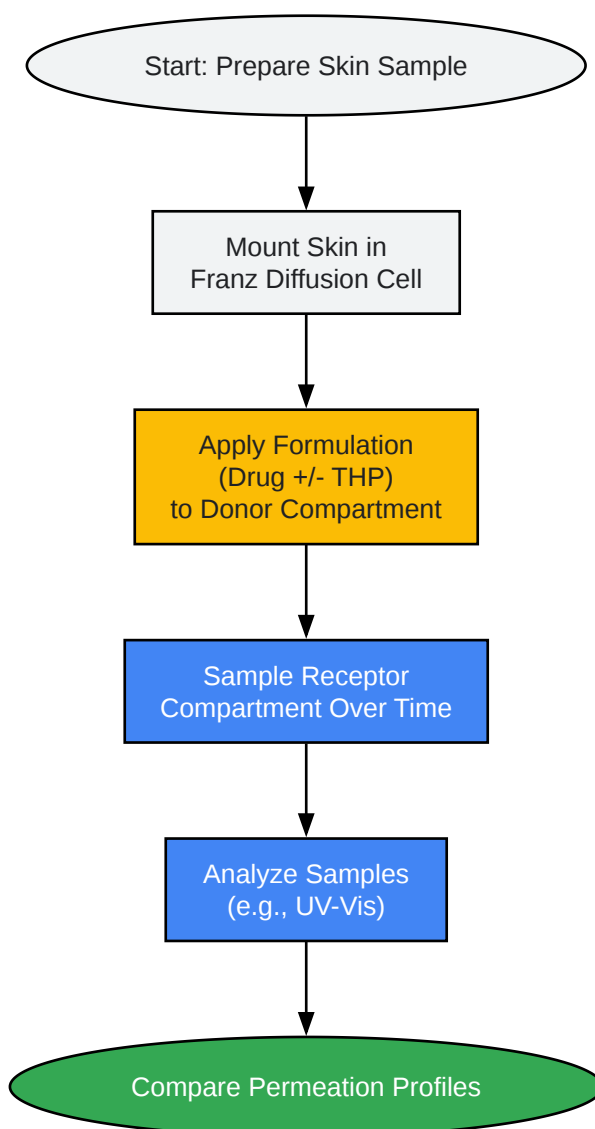 Start: Prepare Skin Sample
Mount Skin in
Franz Diffusion Cell
Apply Formulation
(Drug +/- THP)
to Donor Compartment
Sample Receptor
Compartment Over Time
Analyze Samples
(e.g., UV-Vis)
Compare Permeation Profiles